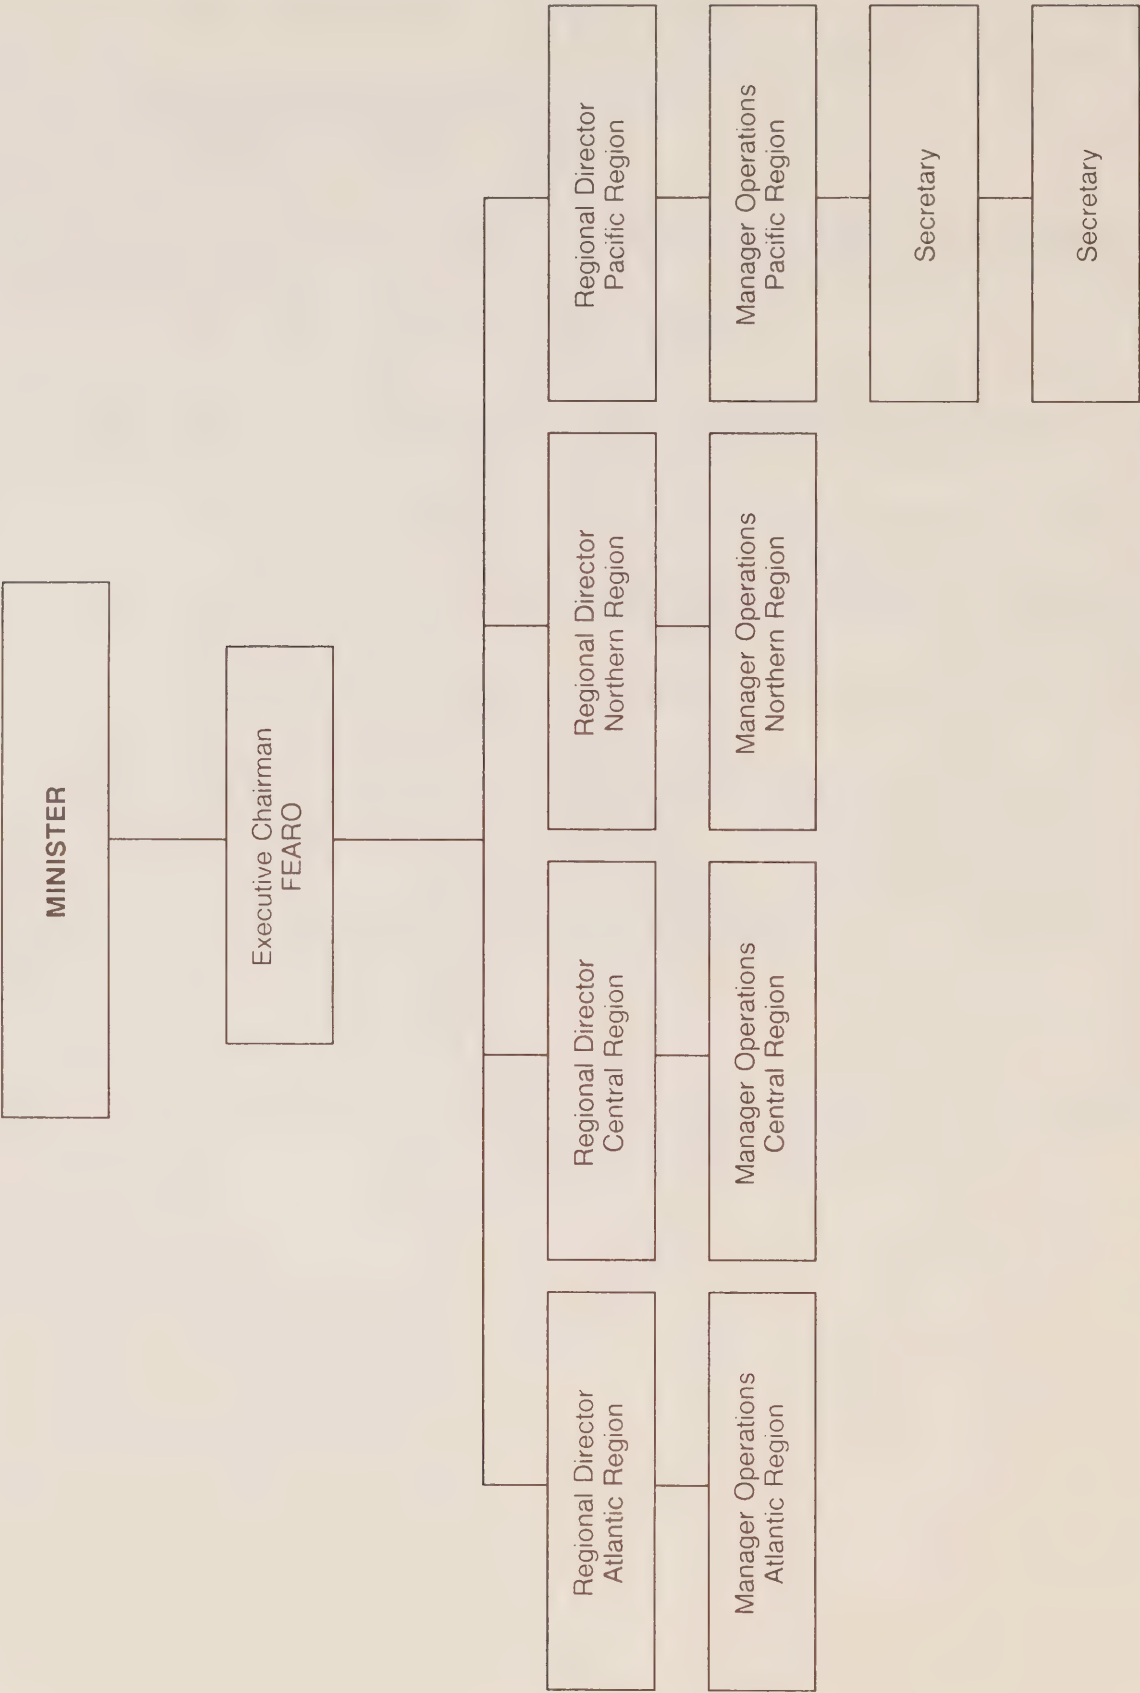 MINISTER
Executive Chairman
FEARO
Regional Director
Atlantic Region
Regional Director
Central Region
Regional Director
Northern Region
Regional Director
Pacific Region
Manager Operations
Atlantic Region
Manager Operations
Central Region
Manager Operations
Northern Region
Manager Operations
Pacific Region
Secretary
Secretary